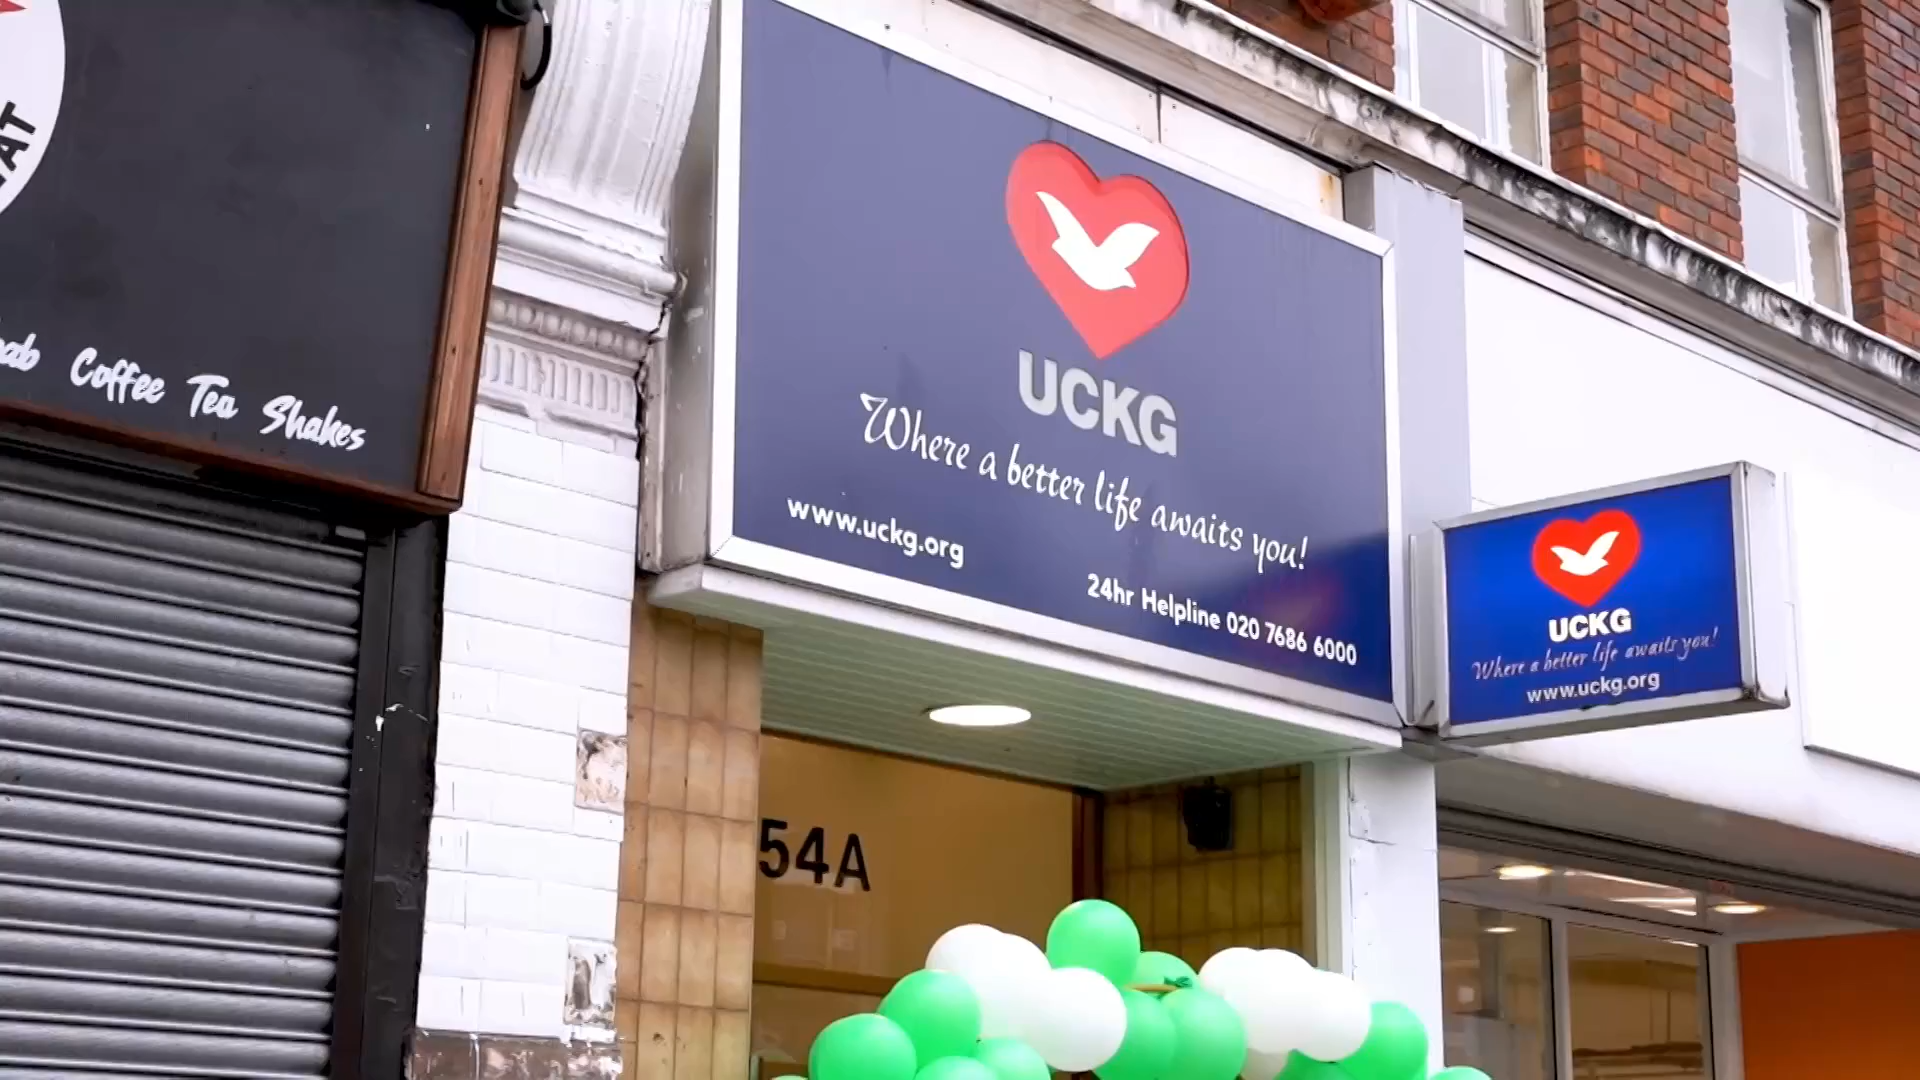 Coffee Tea Shakes
UCKG
Where a better life awaits you!
www.uckg.org
24hr Helpline 020 7686 6000
UCKG
Where a better life awaits you!
www.uckg.org
54A